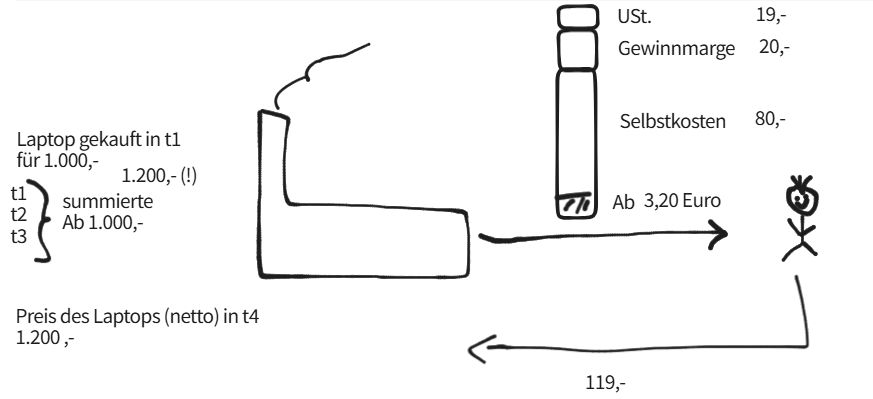 USt. 19,-
Gewinnmarge 20,-
Selbstkosten 80,-
Ab 3,20 Euro
Laptop gekauft in t1
für 1.000,-
1.200,- (!)
t1
t2
t3
summierte
Ab 1.000,-
Preis des Laptops (netto) in t4
1.200 ,-
119,-